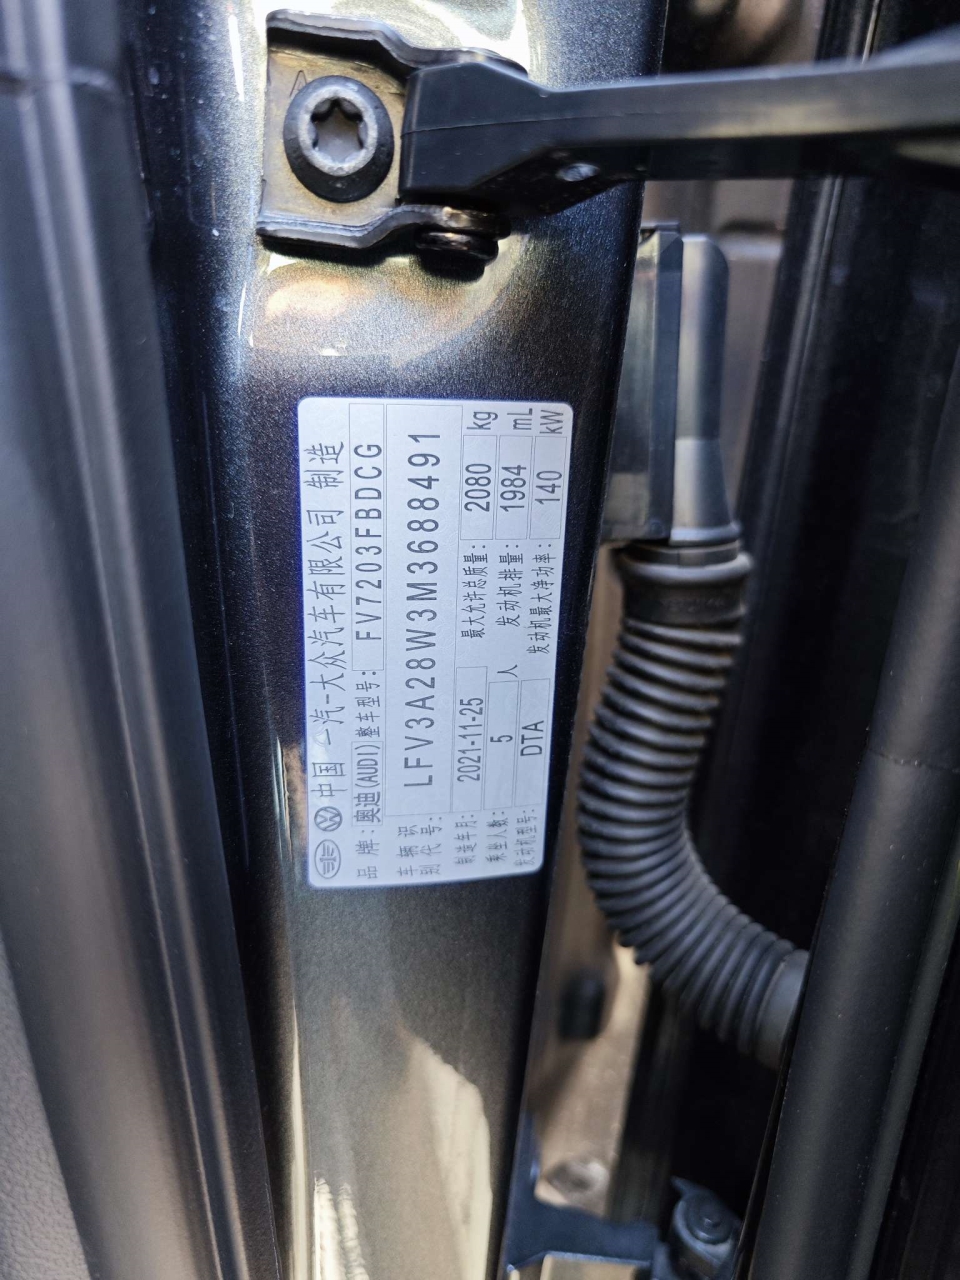 中国 一汽-大众汽车有限公司 制造
品牌: 奥迪(AUDI) 整车型号: FV7203FBDCG
车辆识别代号: LFV3A28W3M3688491
制造年月: 2021-11-25 最大允许总质量: 2080 kg
乘坐人数: 5 人 发动机排量: 1984 mL
发动机型号: DTA 发动机最大净功率: 140 kW